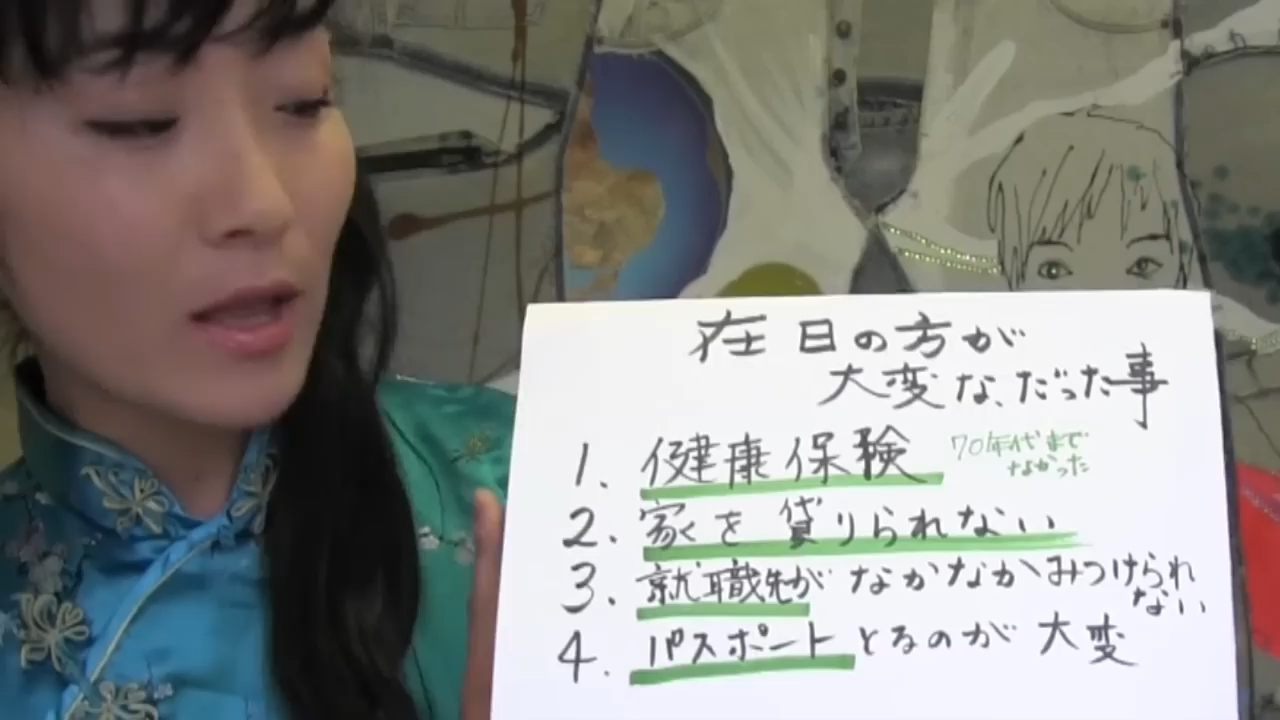 在日の方が
大変な、だった事
1. 健康保険 70年代まで
なかった
2. 家を貸りられない
3. 就職先がなかなかみつけられ
ない
4. パスポートとるのが大変